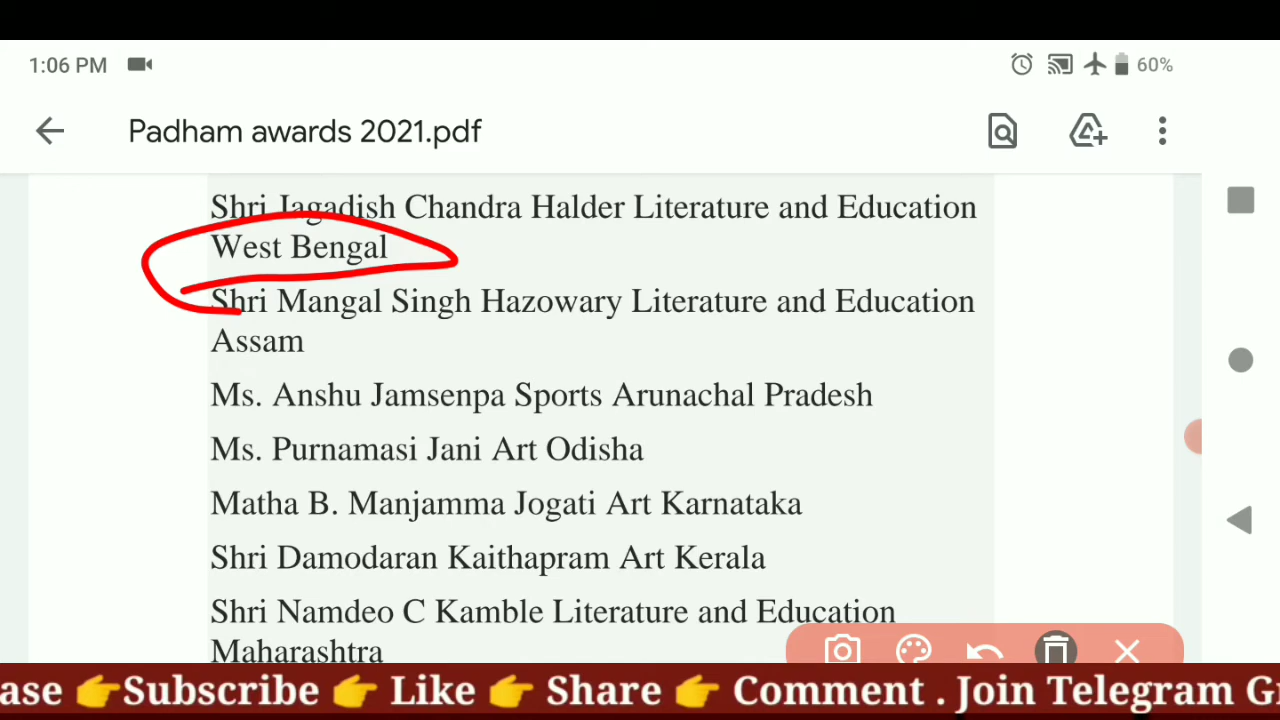 1:06 PM
60%
Padham awards 2021.pdf
Shri Jagadish Chandra Halder Literature and Education
West Bengal
Shri Mangal Singh Hazowary Literature and Education
Assam
Ms. Anshu Jamsenpa Sports Arunachal Pradesh
Ms. Purnamasi Jani Art Odisha
Matha B. Manjamma Jogati Art Karnataka
Shri Damodaran Kaithapram Art Kerala
Shri Namdeo C Kamble Literature and Education
Maharashtra
ase 👉Subscribe 👉 Like 👉 Share 👉 Comment . Join Telegram G